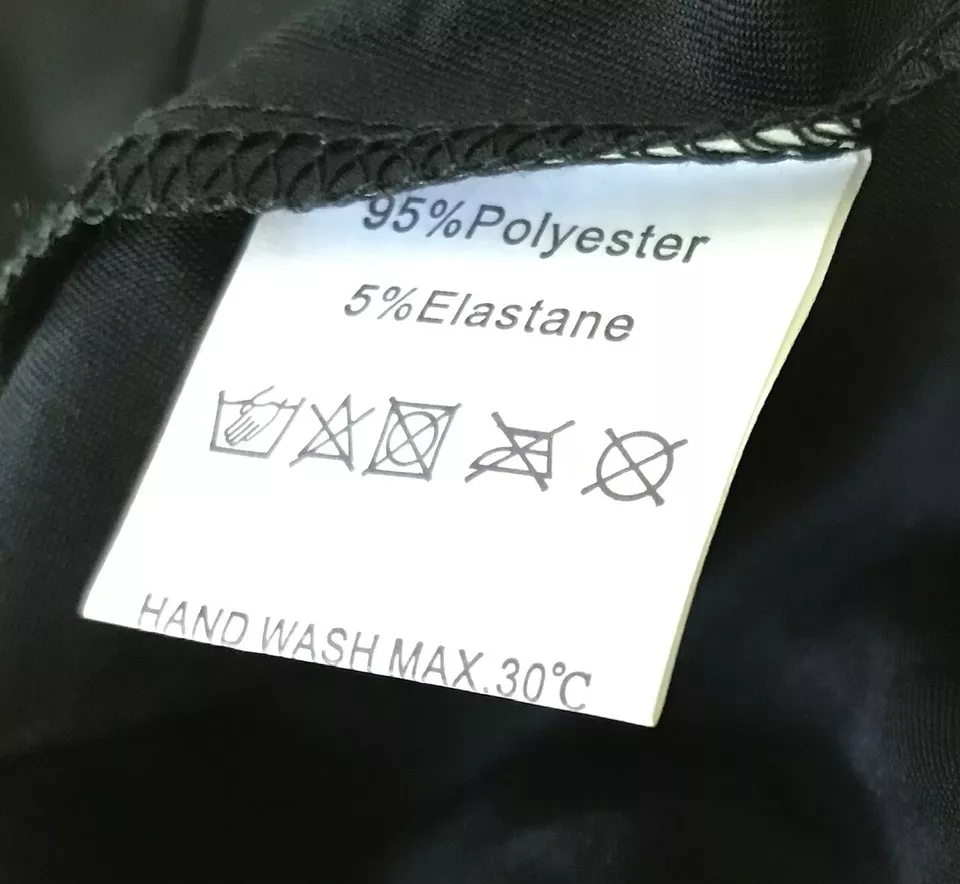 95%Polyester
5%Elastane
HAND WASH MAX.30℃